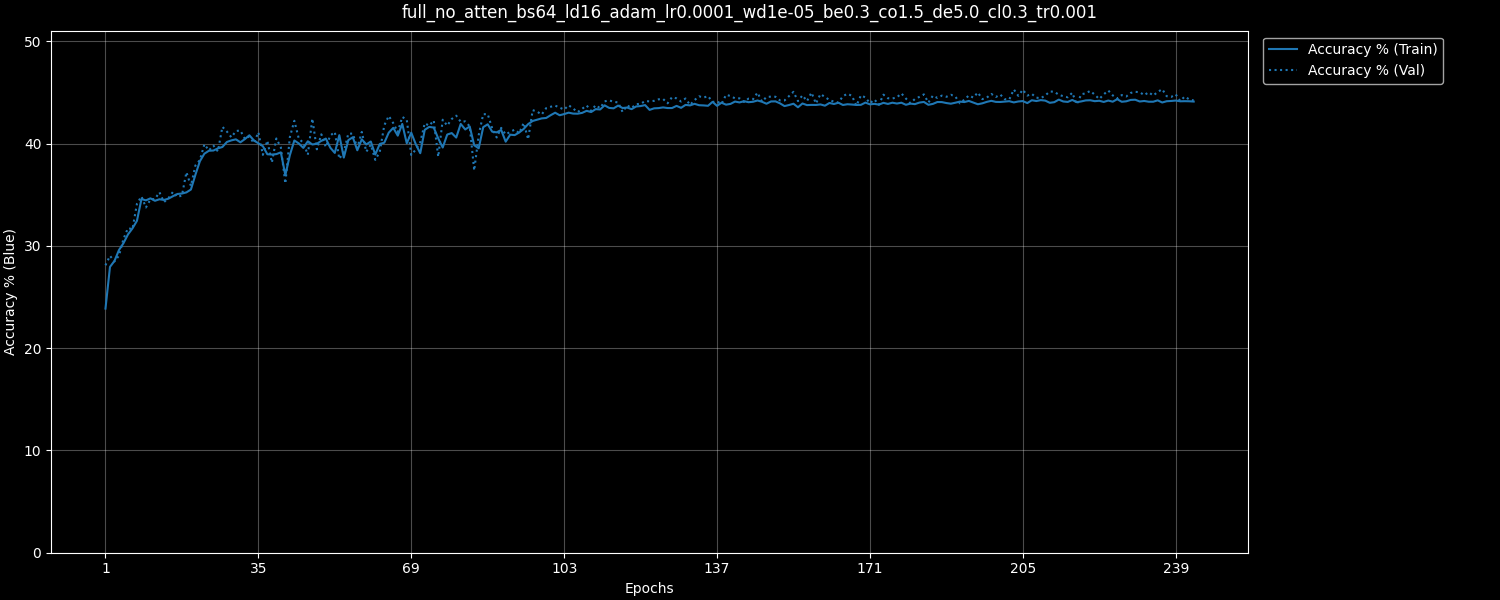 full_no_atten_bs64_ld16_adam_lr0.0001_wd1e-05_be0.3_co1.5_de5.0_cl0.3_tr0.001
Accuracy % (Train)
Accuracy % (Val)
Accuracy % (Blue)
50
40
30
20
10
0
1 35 69 103 137 171 205 239
Epochs